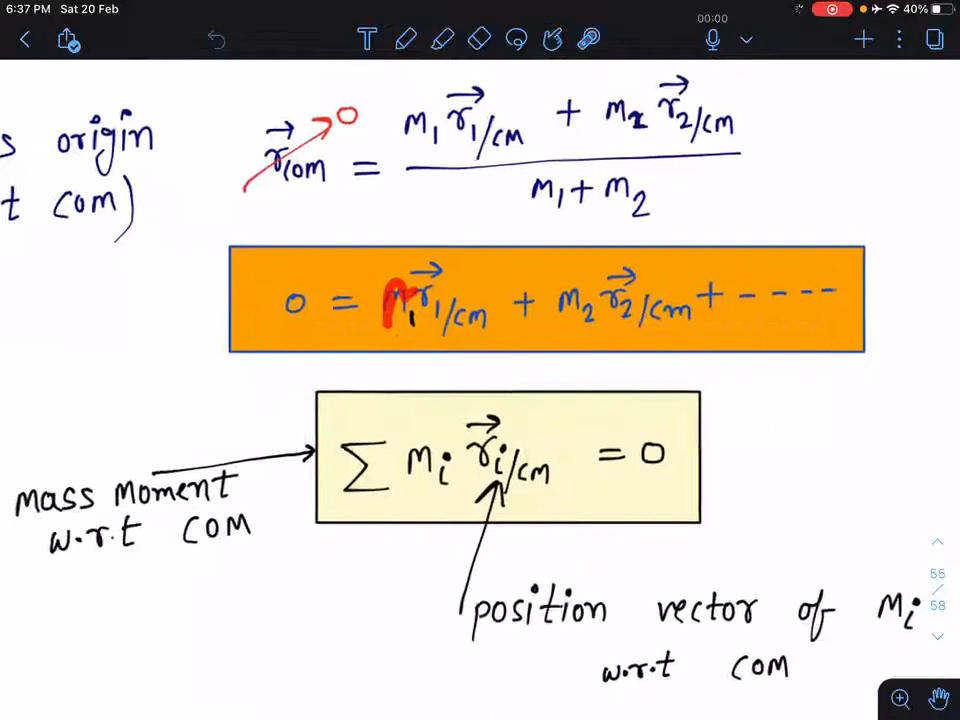 6:37 PM Sat 20 Feb
00:00
40%
T
s origin
t com)
r⃗com → 0 = (m₁ r⃗₁/cm + m₂ r⃗₂/cm) / (m₁ + m₂)
0 = m₁ r⃗₁/cm + m₂ r⃗₂/cm + - - - -
∑ mᵢ r⃗ᵢ/cm = 0
mass moment
w.r.t COM
position vector of mᵢ
w.r.t COM
55
/
58